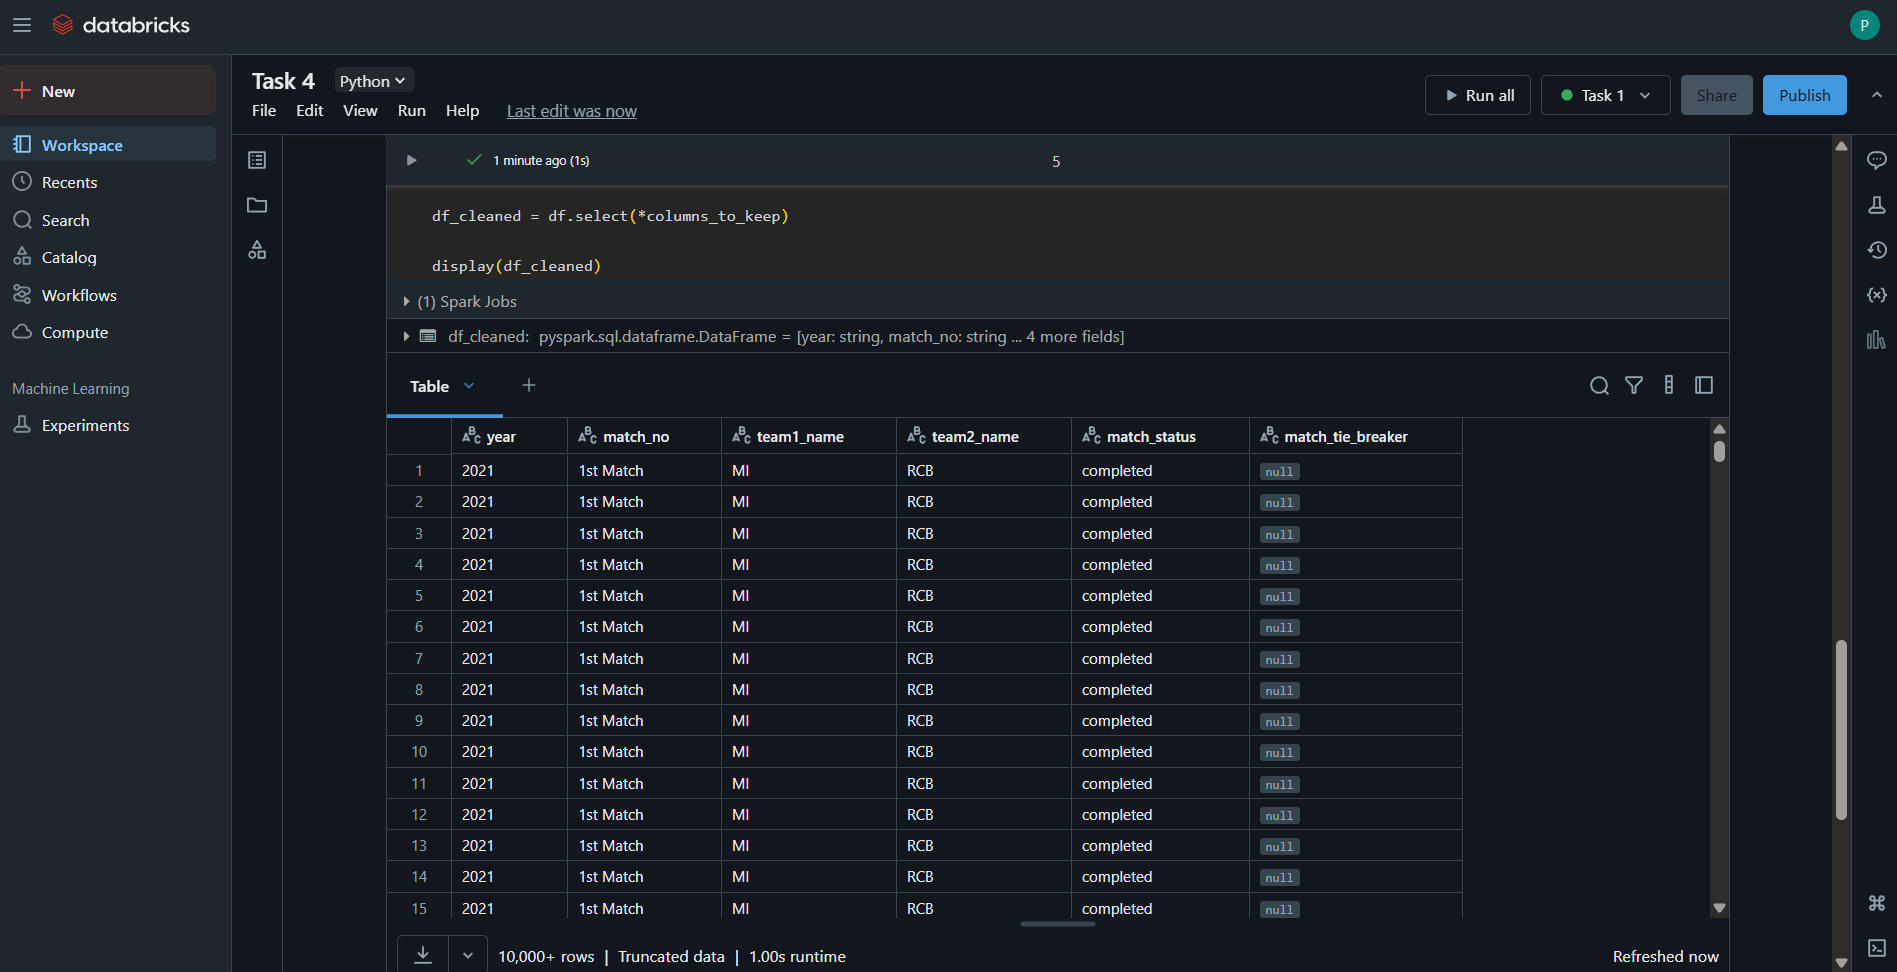 databricks
P
New
Workspace
Recents
Search
Catalog
Workflows
Compute
Machine Learning
Experiments
Task 4 Python
File Edit View Run Help Last edit was now
Run all Task 1 Share Publish
1 minute ago (1s) 5
df_cleaned = df.select(*columns_to_keep)
display(df_cleaned)
(1) Spark Jobs
df_cleaned: pyspark.sql.dataframe.DataFrame = [year: string, match_no: string ... 4 more fields]
Table +
ABC year ABC match_no ABC team1_name ABC team2_name ABC match_status ABC match_tie_breaker
1 2021 1st Match MI RCB completed null
2 2021 1st Match MI RCB completed null
3 2021 1st Match MI RCB completed null
4 2021 1st Match MI RCB completed null
5 2021 1st Match MI RCB completed null
6 2021 1st Match MI RCB completed null
7 2021 1st Match MI RCB completed null
8 2021 1st Match MI RCB completed null
9 2021 1st Match MI RCB completed null
10 2021 1st Match MI RCB completed null
11 2021 1st Match MI RCB completed null
12 2021 1st Match MI RCB completed null
13 2021 1st Match MI RCB completed null
14 2021 1st Match MI RCB completed null
15 2021 1st Match MI RCB completed null
10,000+ rows | Truncated data | 1.00s runtime Refreshed now